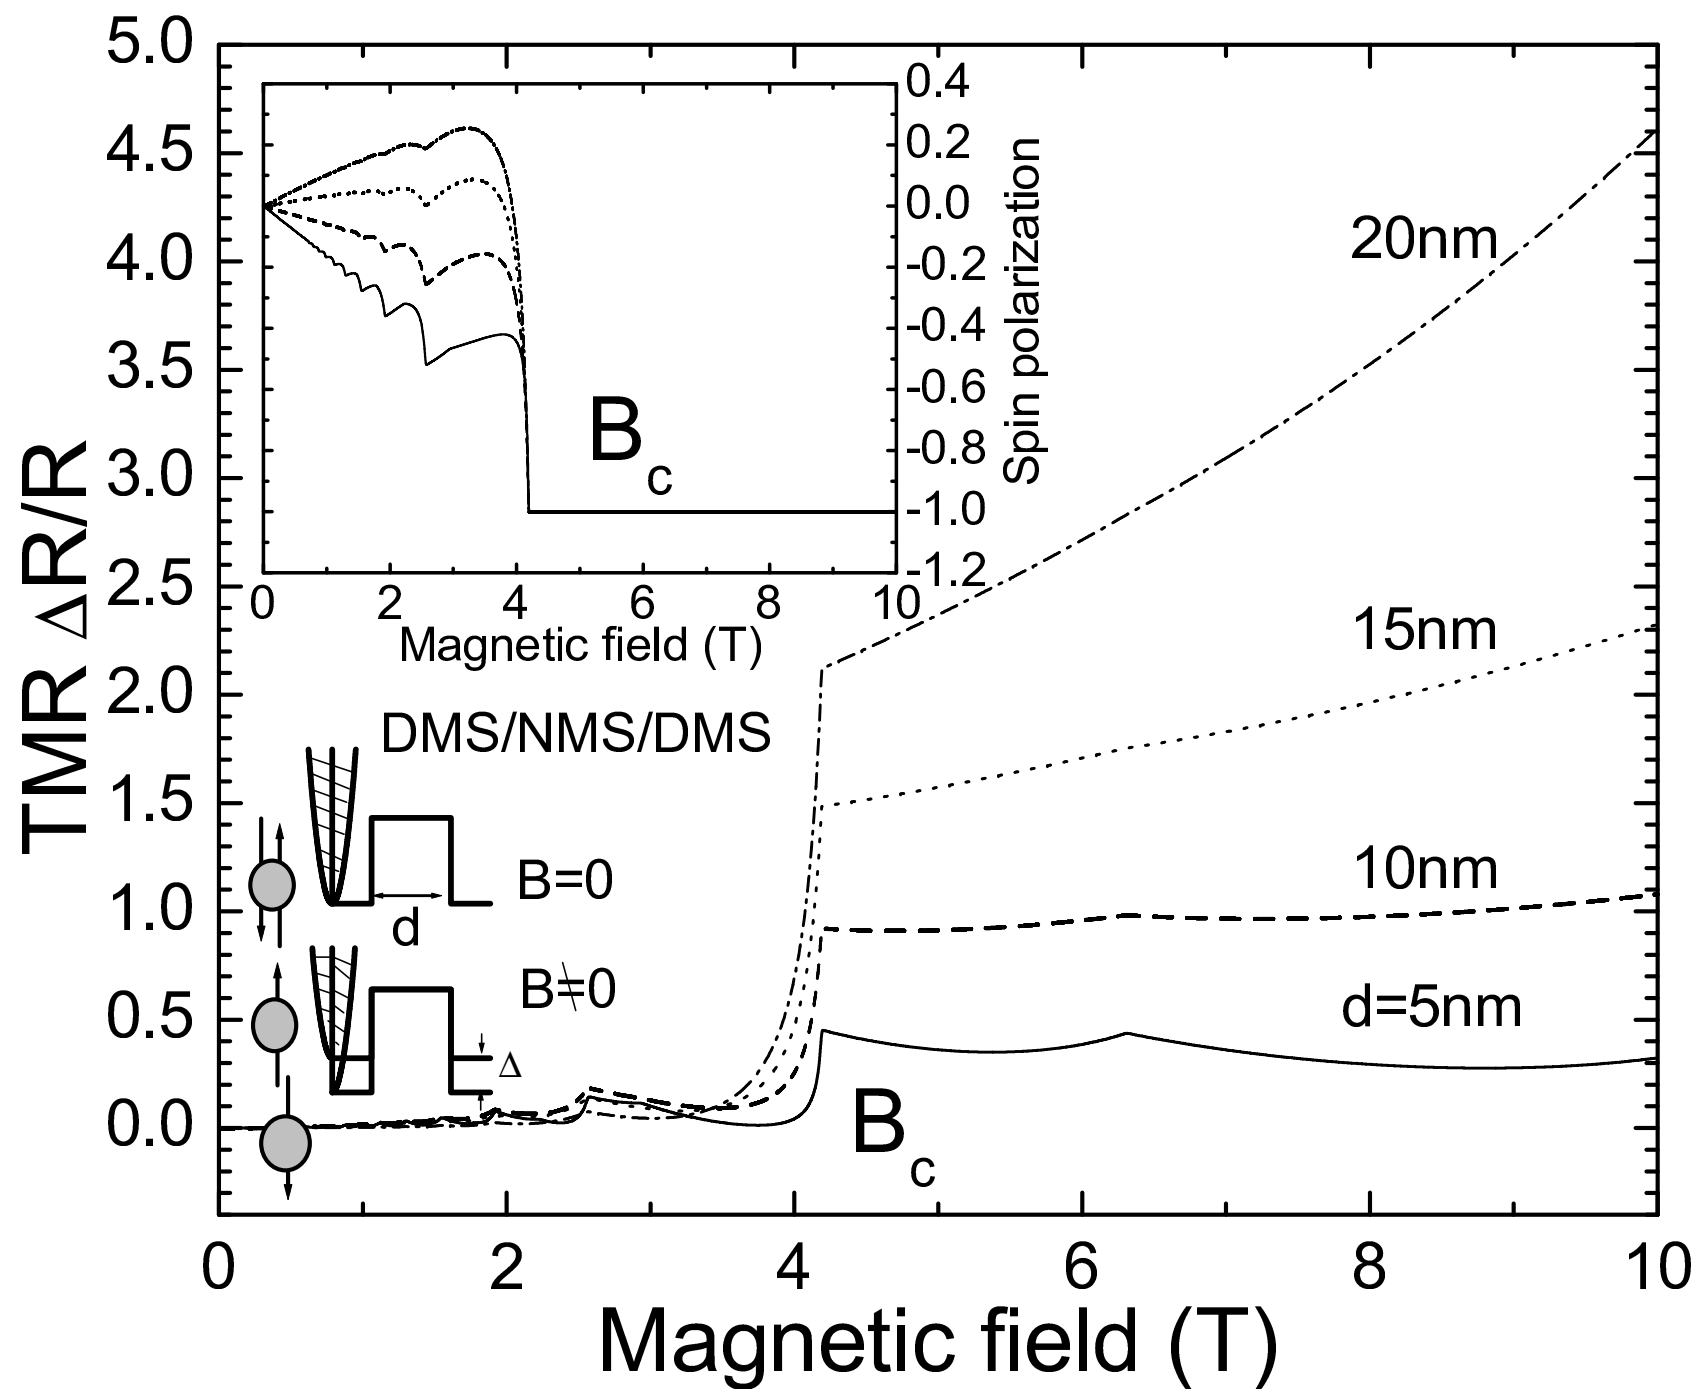 5.0
4.5
4.0
3.5
3.0
2.5
2.0
1.5
1.0
0.5
0.0
TMR ΔR/R
0 2 4 6 8 10
Magnetic field (T)
0.4
0.2
0.0
-0.2
-0.4
-0.6
-0.8
-1.0
-1.2
Spin polarization
B_c
0 2 4 6 8 10
Magnetic field (T)
20nm
15nm
10nm
d=5nm
B_c
DMS/NMS/DMS
B=0
d
B≠0
Δ